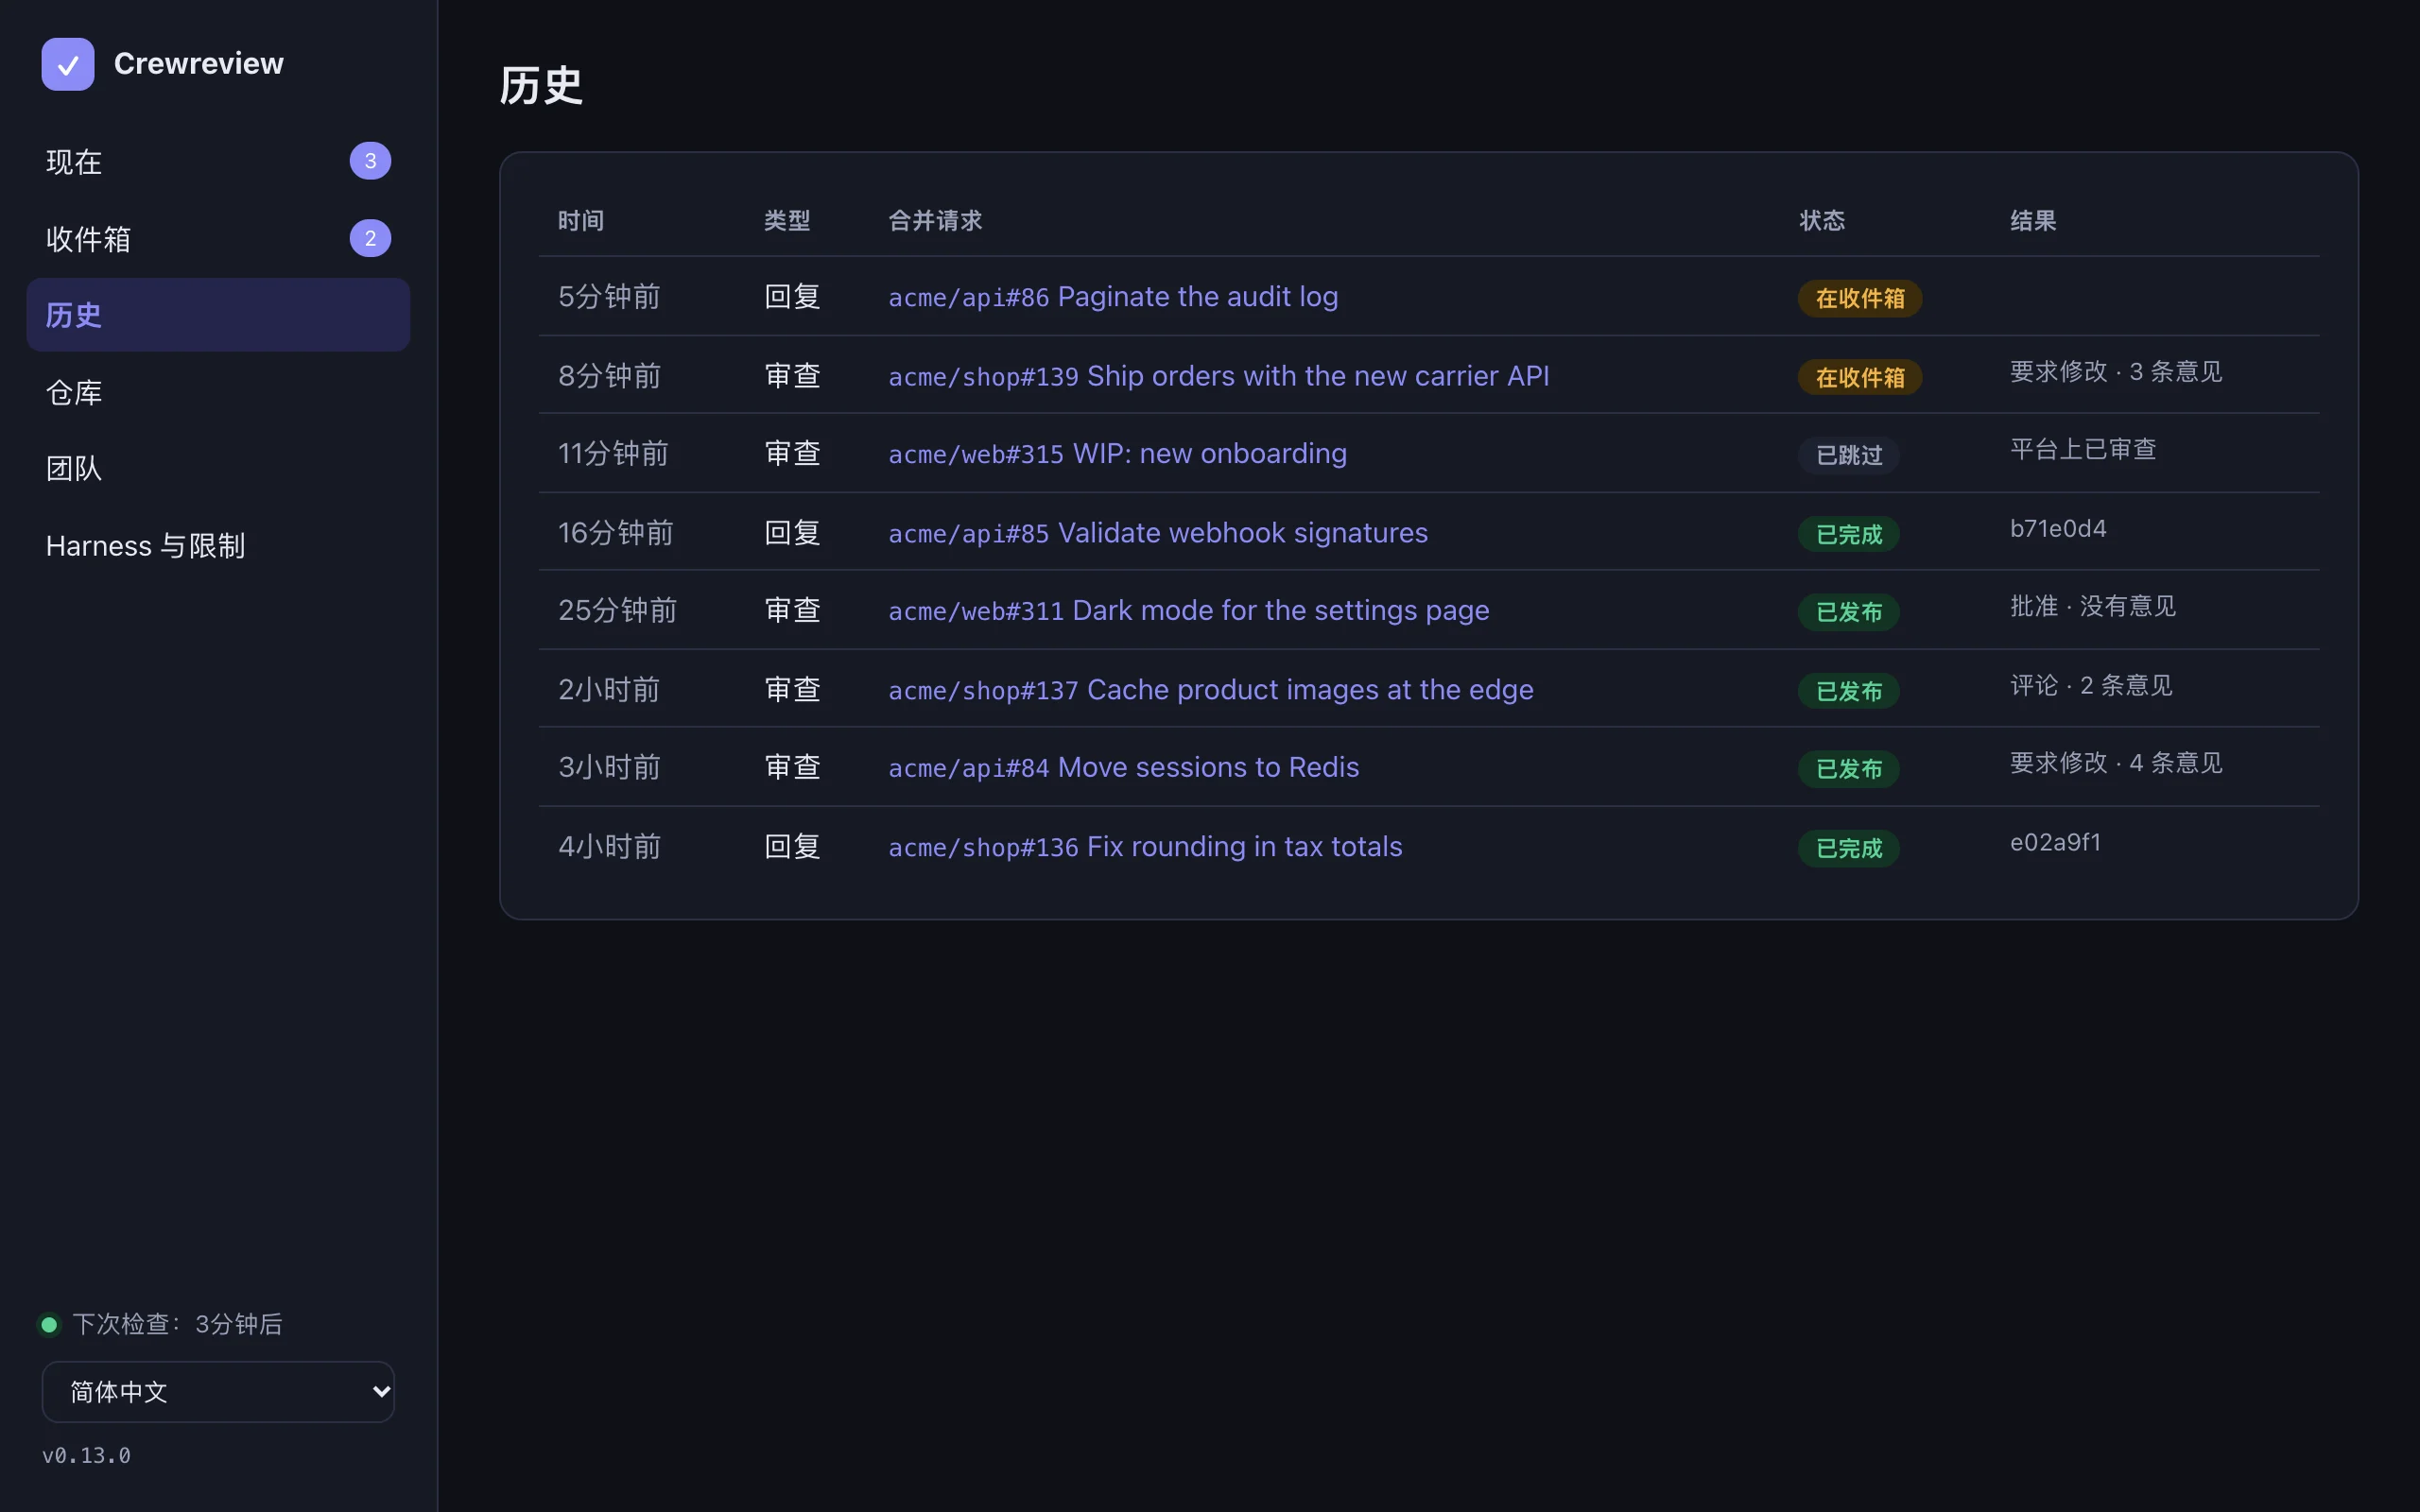 Crewreview
现在 3
收件箱 2
历史
仓库
团队
Harness 与限制
下次检查：3分钟后
简体中文
v0.13.0
历史
时间 类型 合并请求 状态 结果
5分钟前 回复 acme/api#86 Paginate the audit log 在收件箱
8分钟前 审查 acme/shop#139 Ship orders with the new carrier API 在收件箱 要求修改 · 3 条意见
11分钟前 审查 acme/web#315 WIP: new onboarding 已跳过 平台上已审查
16分钟前 回复 acme/api#85 Validate webhook signatures 已完成 b71e0d4
25分钟前 审查 acme/web#311 Dark mode for the settings page 已发布 批准 · 没有意见
2小时前 审查 acme/shop#137 Cache product images at the edge 已发布 评论 · 2 条意见
3小时前 审查 acme/api#84 Move sessions to Redis 已发布 要求修改 · 4 条意见
4小时前 回复 acme/shop#136 Fix rounding in tax totals 已完成 e02a9f1